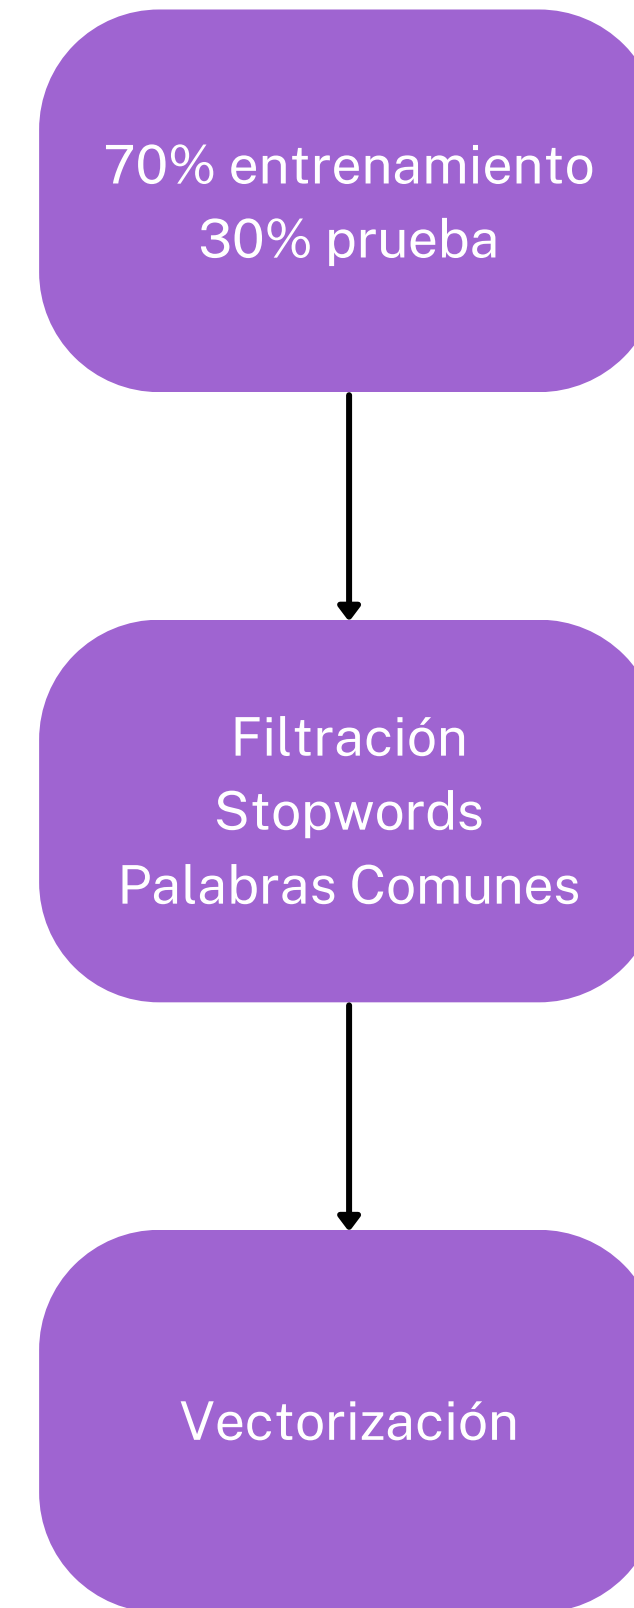 70% entrenamiento
30% prueba
Filtración
Stopwords
Palabras Comunes
Vectorización